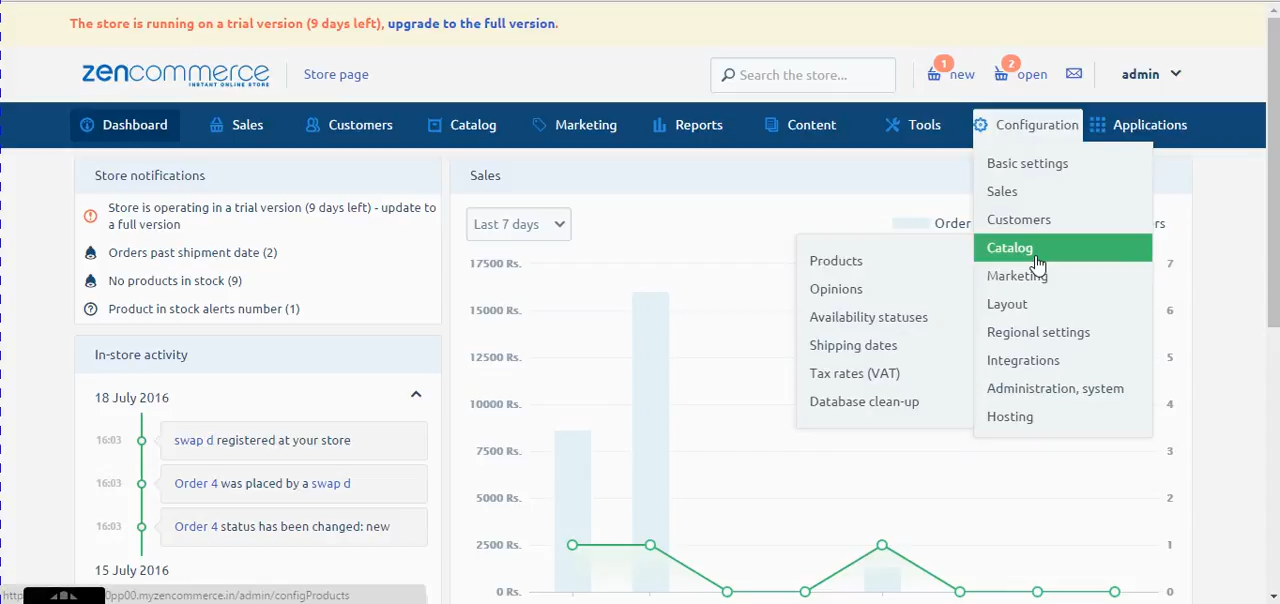 The store is running on a trial version (9 days left), upgrade to the full version.
zencommerce
INSTANT ONLINE STORE
Store page
Search the store...
1
new
2
open
admin
Dashboard
Sales
Customers
Catalog
Marketing
Reports
Content
Tools
Configuration
Applications
Store notifications
Store is operating in a trial version (9 days left) - update to
a full version
Orders past shipment date (2)
No products in stock (9)
Product in stock alerts number (1)
In-store activity
18 July 2016
16:03
swap d registered at your store
16:03
Order 4 was placed by a swap d
16:03
Order 4 status has been changed: new
15 July 2016
Sales
Last 7 days
Order
rs
17500 Rs.
15000 Rs.
12500 Rs.
10000 Rs.
7500 Rs.
5000 Rs.
2500 Rs.
0 Rs.
7
6
5
4
3
2
1
0
Basic settings
Sales
Customers
Catalog
Marketing
Layout
Regional settings
Integrations
Administration, system
Hosting
Products
Opinions
Availability statuses
Shipping dates
Tax rates (VAT)
Database clean-up
0pp00.myzencommerce.in/admin/configProducts